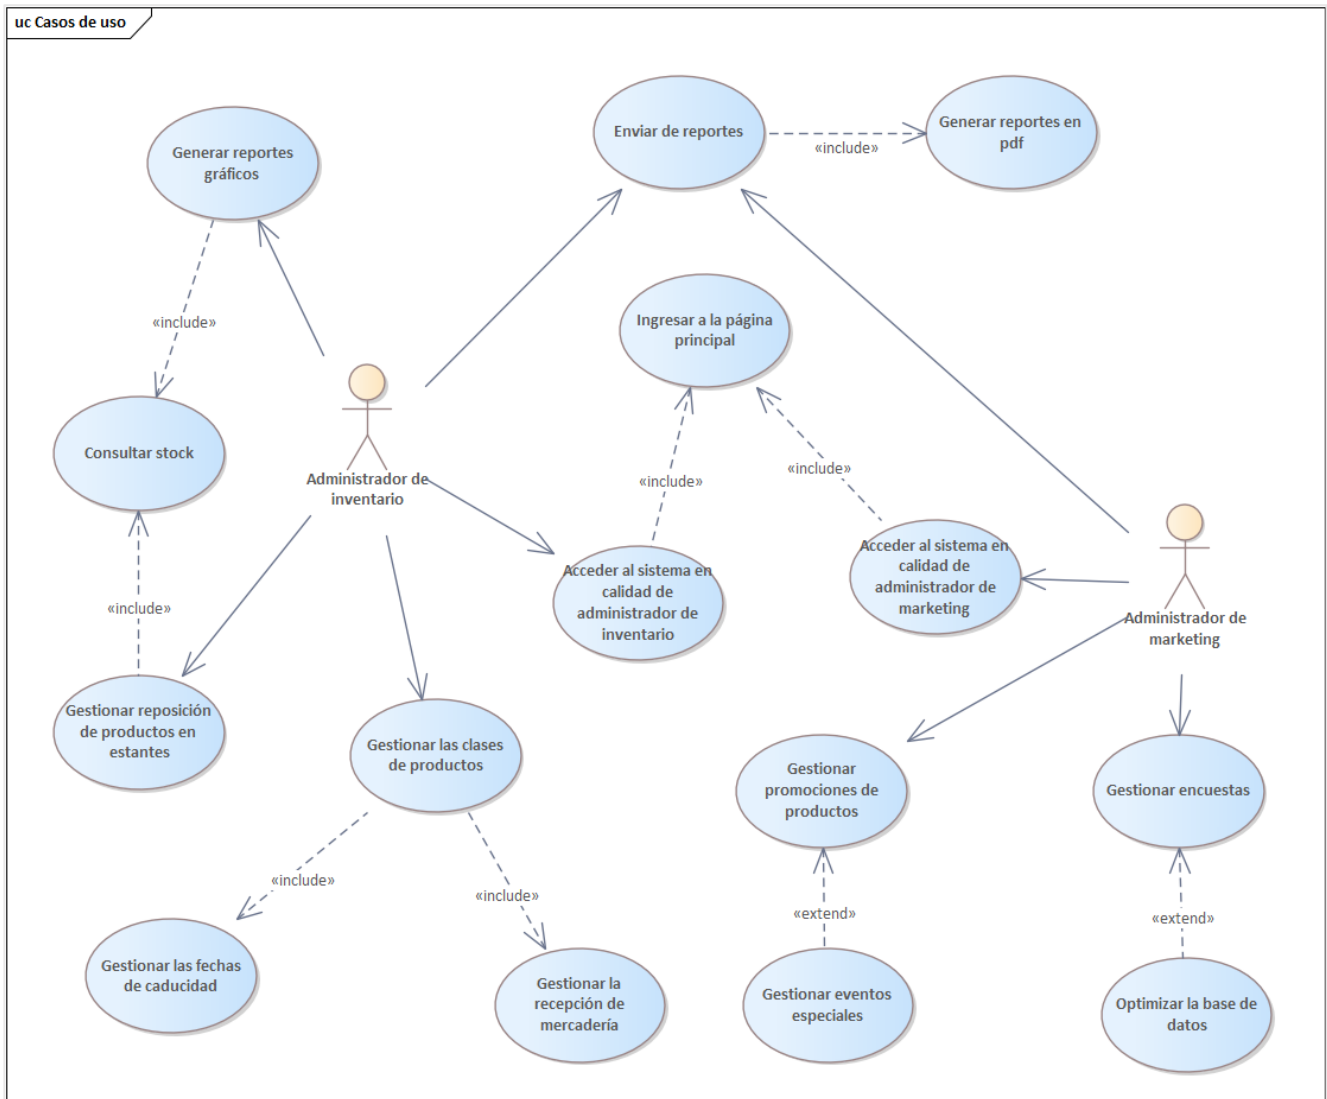 uc Casos de uso
Enviar de reportes
Generar reportes en
pdf
«include»
Generar reportes
gráficos
«include»
Ingresar a la página
principal
Consultar stock
Administrador de
inventario
«include»
«include»
Acceder al sistema en
calidad de
administrador de
marketing
Acceder al sistema en
calidad de
administrador de
inventario
«include»
Administrador de
marketing
Gestionar reposición
de productos en
estantes
Gestionar las clases
de productos
Gestionar
promociones de
productos
Gestionar encuestas
«include»
«include»
«extend»
«extend»
Gestionar las fechas
de caducidad
Gestionar la
recepción de
mercadería
Gestionar eventos
especiales
Optimizar la base de
datos